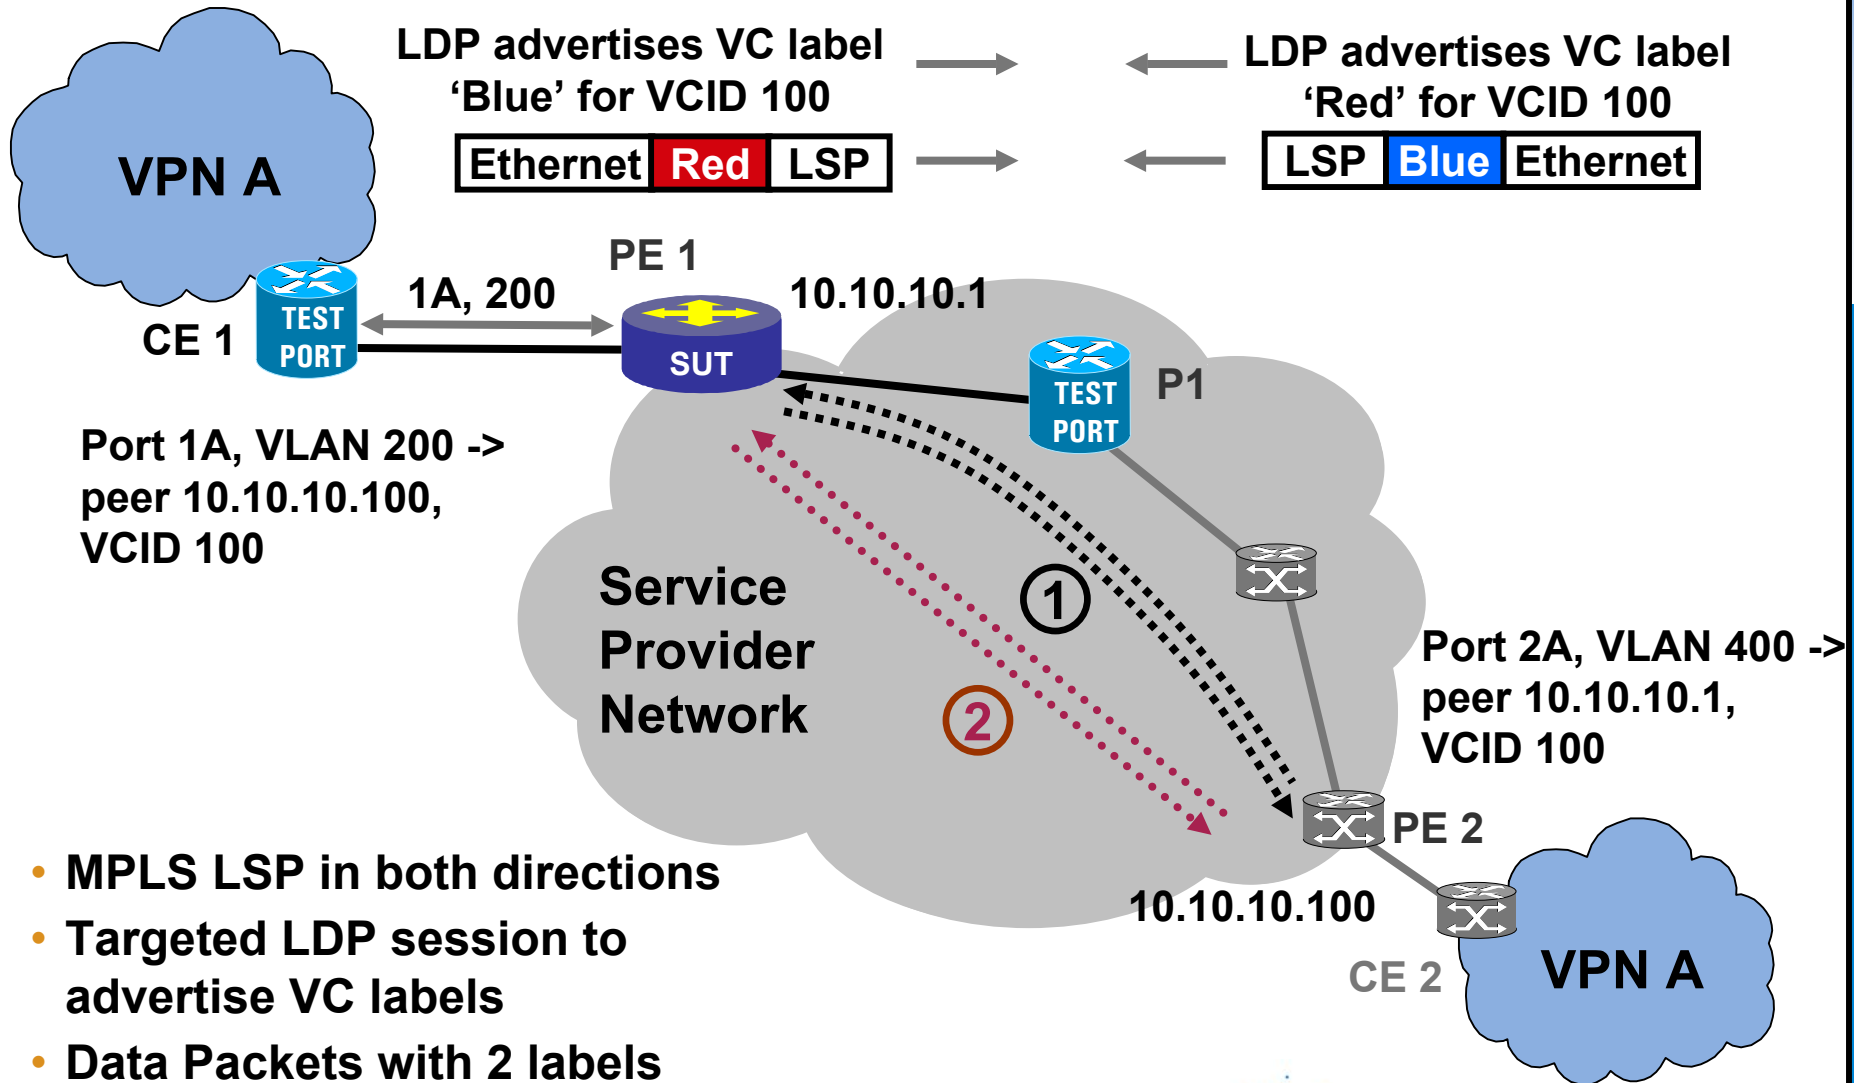 LDP advertises VC label
‘Blue’ for VCID 100
Ethernet Red LSP
LDP advertises VC label
‘Red’ for VCID 100
LSP Blue Ethernet
VPN A
PE 1
1A, 200
10.10.10.1
CE 1
TEST
PORT
SUT
TEST
PORT
P1
Port 1A, VLAN 200 ->
peer 10.10.10.100,
VCID 100
Service
Provider
Network
1
2
Port 2A, VLAN 400 ->
peer 10.10.10.1,
VCID 100
PE 2
10.10.10.100
CE 2
VPN A
• MPLS LSP in both directions
• Targeted LDP session to
advertise VC labels
• Data Packets with 2 labels